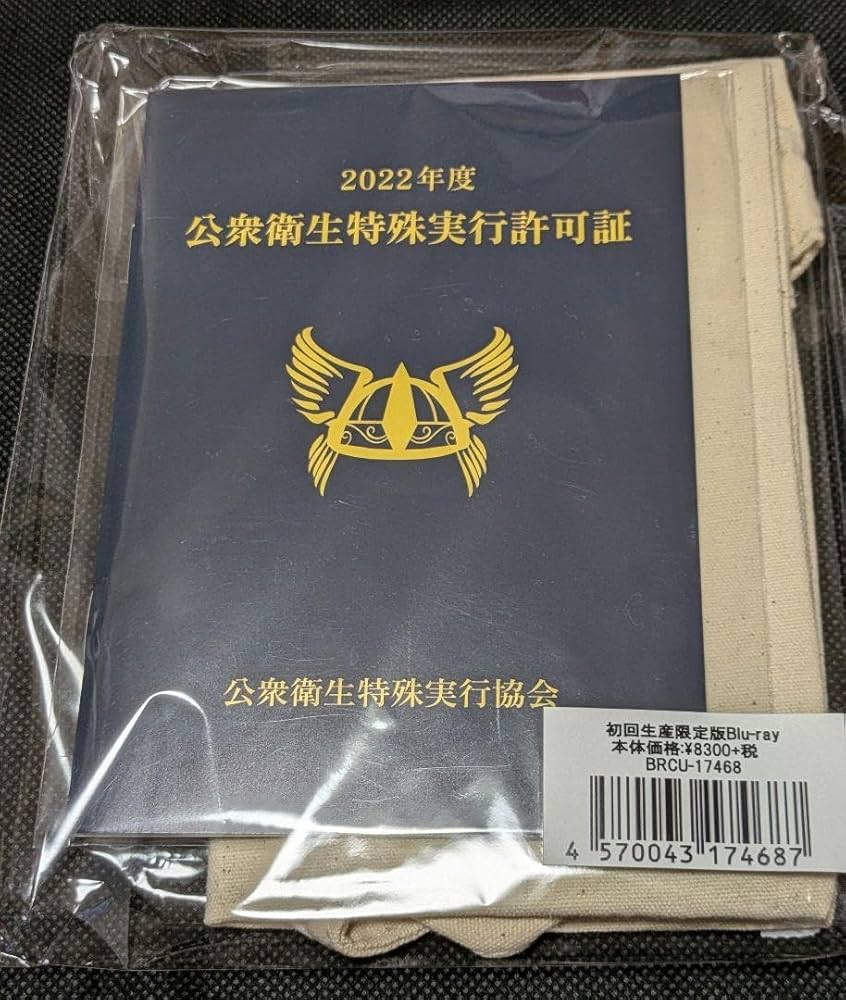 2022年度
公衆衛生特殊実行許可証
公衆衛生特殊実行協会
初回生産限定版Blu-ray
本体価格:¥8300+税
BRCU-17468
4 570043 174687